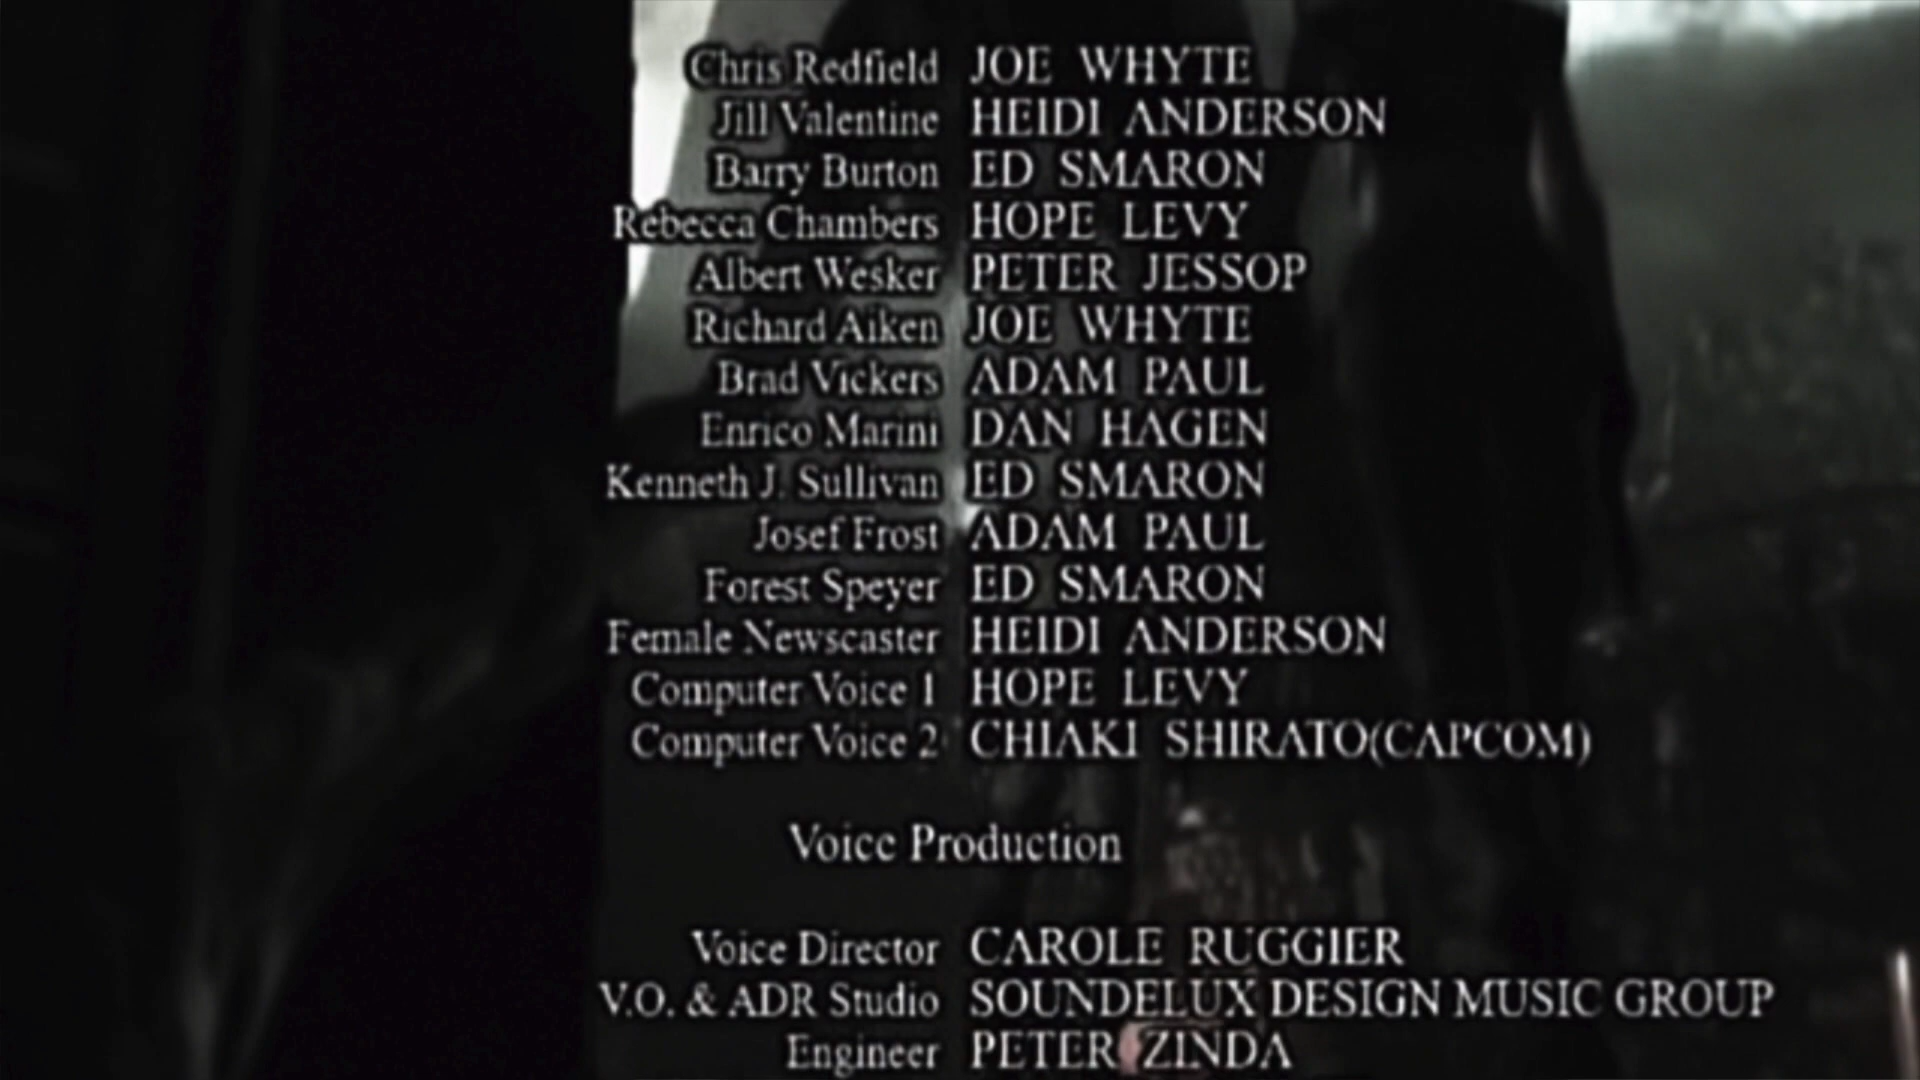 Chris Redfield JOE WHYTE
Jill Valentine HEIDI ANDERSON
Barry Burton ED SMARON
Rebecca Chambers HOPE LEVY
Albert Wesker PETER JESSOP
Richard Aiken JOE WHYTE
Brad Vickers ADAM PAUL
Enrico Marini DAN HAGEN
Kenneth J. Sullivan ED SMARON
Josef Frost ADAM PAUL
Forest Speyer ED SMARON
Female Newscaster HEIDI ANDERSON
Computer Voice 1 HOPE LEVY
Computer Voice 2 CHIAKI SHIRATO(CAPCOM)
Voice Production
Voice Director CAROLE RUGGIER
V.O. & ADR Studio SOUNDELUX DESIGN MUSIC GROUP
Engineer PETER ZINDA